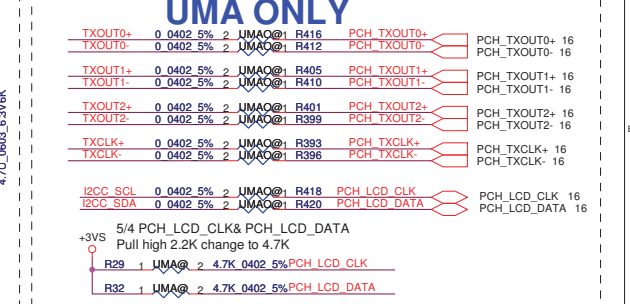 UMA ONLY
TXOUT0+ 0_0402_5% 2 UMAO@1 R416 PCH_TXOUT0+ PCH_TXOUT0+ 16
TXOUT0- 0_0402_5% 2 UMAO@1 R412 PCH_TXOUT0- PCH_TXOUT0- 16
TXOUT1+ 0_0402_5% 2 UMAO@1 R405 PCH_TXOUT1+ PCH_TXOUT1+ 16
TXOUT1- 0_0402_5% 2 UMAO@1 R410 PCH_TXOUT1- PCH_TXOUT1- 16
TXOUT2+ 0_0402_5% 2 UMAO@1 R401 PCH_TXOUT2+ PCH_TXOUT2+ 16
TXOUT2- 0_0402_5% 2 UMAO@1 R399 PCH_TXOUT2- PCH_TXOUT2- 16
TXCLK+ 0_0402_5% 2 UMAO@1 R393 PCH_TXCLK+ PCH_TXCLK+ 16
TXCLK- 0_0402_5% 2 UMAO@1 R396 PCH_TXCLK- PCH_TXCLK- 16
I2CC_SCL 0_0402_5% 2 UMAO@1 R418 PCH_LCD_CLK PCH_LCD_CLK 16
I2CC_SDA 0_0402_5% 2 UMAO@1 R420 PCH_LCD_DATA PCH_LCD_DATA 16
5/4 PCH_LCD_CLK& PCH_LCD_DATA
Pull high 2.2K change to 4.7K
+3VS
R29 1 UMA@ 2 4.7K_0402_5% PCH_LCD_CLK
R32 1 UMA@ 2 4.7K_0402_5% PCH_LCD_DATA
4.7U_0603_6.3V6K